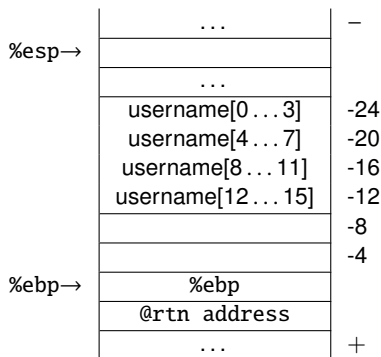 ... −
%esp→
...
username[0...3] -24
username[4...7] -20
username[8...11] -16
username[12...15] -12
-8
-4
%ebp→ %ebp
@rtn address
... +